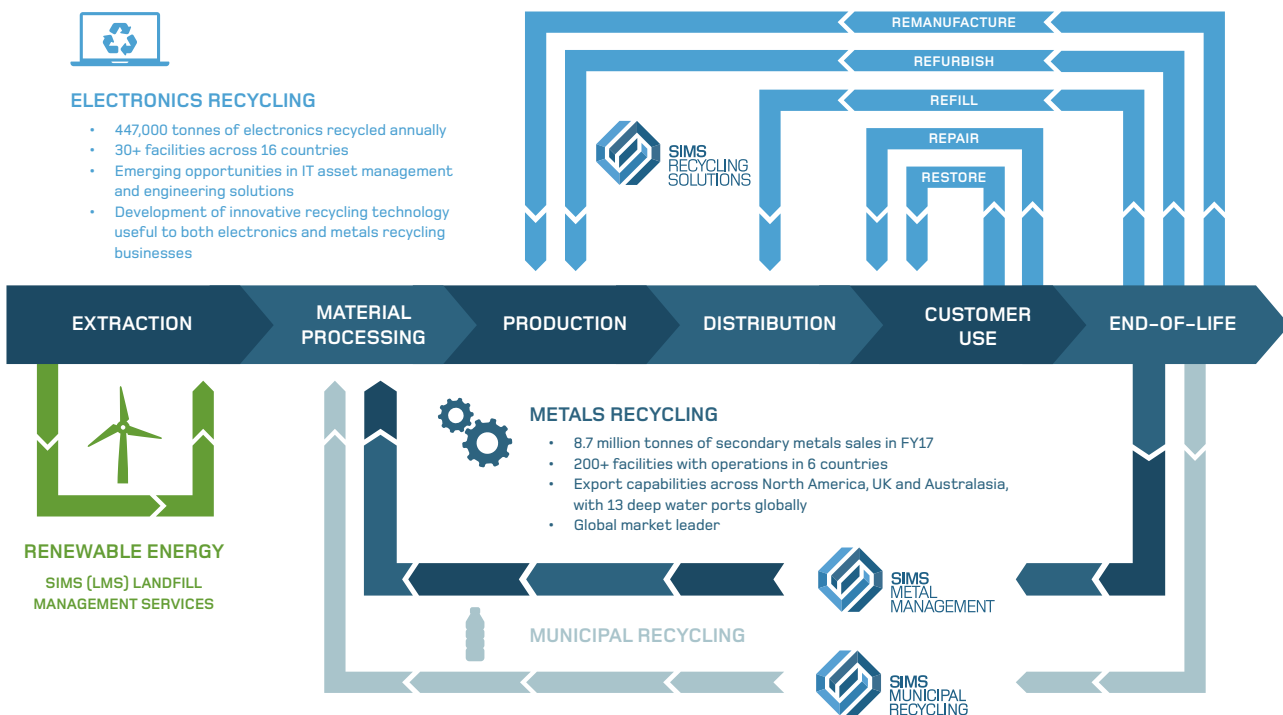 REMANUFACTURE
REFURBISH
REFILL
REPAIR
RESTORE
ELECTRONICS RECYCLING
• 447,000 tonnes of electronics recycled annually
• 30+ facilities across 16 countries
• Emerging opportunities in IT asset management
and engineering solutions
• Development of innovative recycling technology
useful to both electronics and metals recycling
businesses
SIMS
RECYCLING
SOLUTIONS
EXTRACTION
MATERIAL
PROCESSING
PRODUCTION
DISTRIBUTION
CUSTOMER
USE
END-OF-LIFE
METALS RECYCLING
• 8.7 million tonnes of secondary metals sales in FY17
• 200+ facilities with operations in 6 countries
• Export capabilities across North America, UK and Australasia,
with 13 deep water ports globally
• Global market leader
RENEWABLE ENERGY
SIMS (LMS) LANDFILL
MANAGEMENT SERVICES
SIMS
METAL
MANAGEMENT
MUNICIPAL RECYCLING
SIMS
MUNICIPAL
RECYCLING